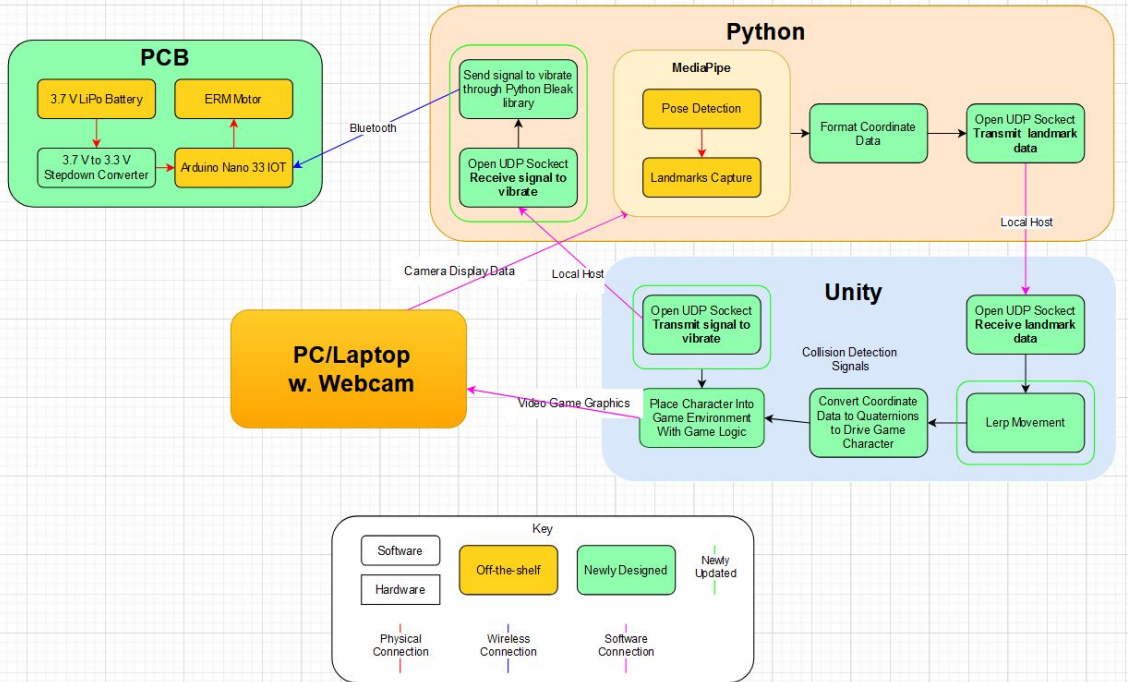 PCB
3.7 V LiPo Battery
ERM Motor
3.7 V to 3.3 V
Stepdown Converter
Arduino Nano 33 IOT
Bluetooth
Python
Send signal to vibrate
through Python Bleak
library
Open UDP Sockect
Receive signal to
vibrate
MediaPipe
Pose Detection
Landmarks Capture
Format Coordinate
Data
Open UDP Sockect
Transmit landmark
data
Local Host
Camera Display Data
Local Host
Unity
Open UDP Sockect
Transmit signal to
vibrate
Open UDP Sockect
Receive landmark
data
Collision Detection
Signals
PC/Laptop
w. Webcam
Video Game Graphics
Place Character Into
Game Environment
With Game Logic
Convert Coordinate
Data to Quaternions
to Drive Game
Character
Lerp Movement
Key
Software
Hardware
Off-the-shelf
Newly Designed
Newly
Updated
Physical
Connection
Wireless
Connection
Software
Connection